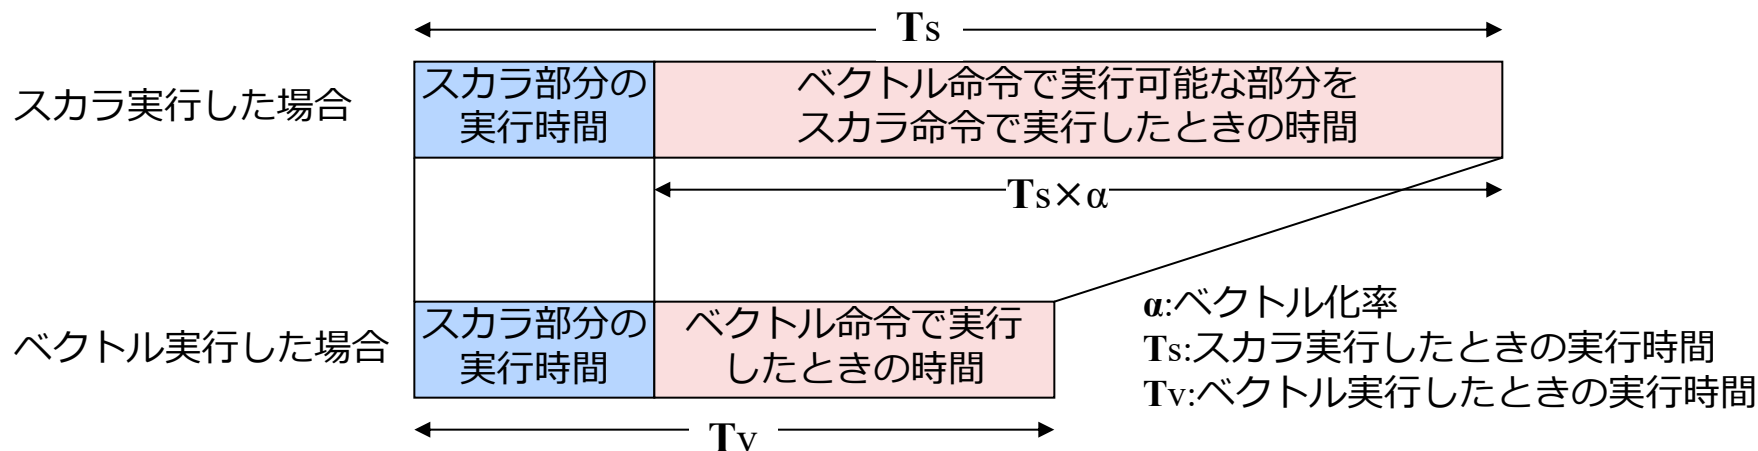 Ts
スカラ実行した場合
スカラ部分の
実行時間
ベクトル命令で実行可能な部分を
スカラ命令で実行したときの時間
Ts×α
ベクトル実行した場合
スカラ部分の
実行時間
ベクトル命令で実行
したときの時間
α:ベクトル化率
Ts:スカラ実行したときの実行時間
Tv:ベクトル実行したときの実行時間
Tv